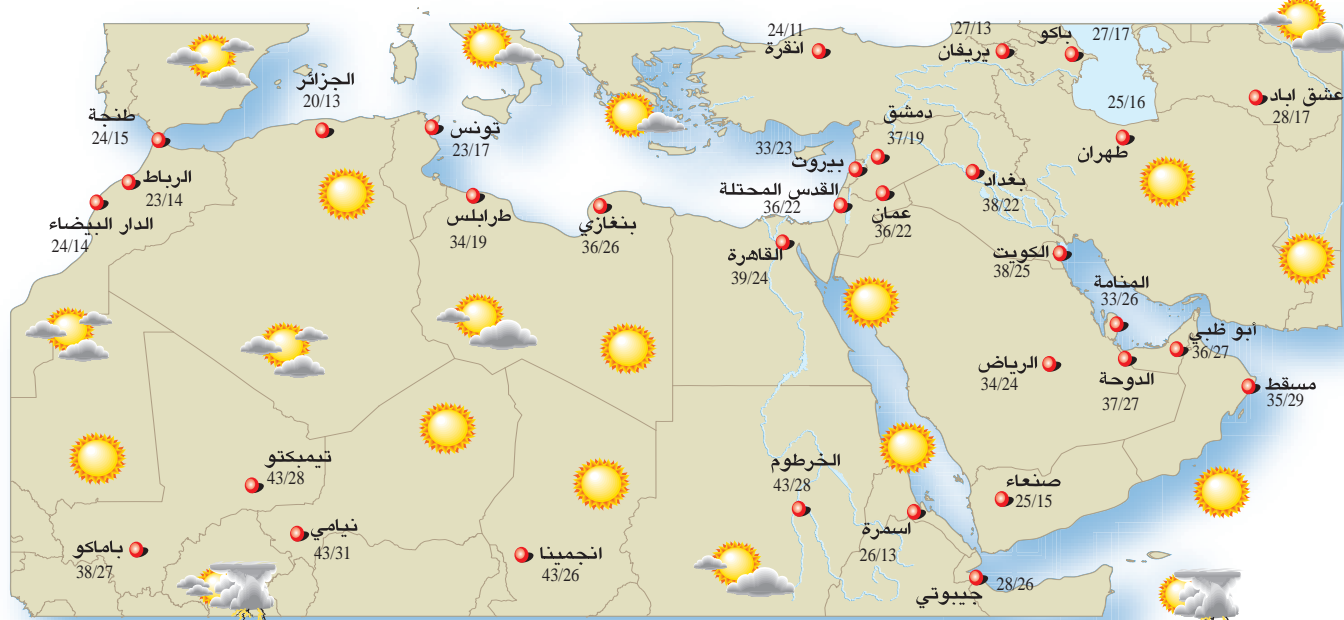 24/11
انقرة
27/13
يريفان
باكو
27/17
عشق اباد
28/17
25/16
طهران
الجزائر
20/13
طنجة
24/15
تونس
23/17
دمشق
37/19
33/23
بيروت
بغداد
38/22
الرباط
23/14
القدس المحتلة
36/22
عمان
36/22
الدار البيضاء
24/14
طرابلس
34/19
بنغازي
36/26
القاهرة
39/24
الكويت
38/25
المنامة
33/26
أبو ظبي
36/27
الرياض
34/24
الدوحة
37/27
مسقط
35/29
تيمبكتو
43/28
الخرطوم
43/28
صنعاء
25/15
نيامي
43/31
اسمرة
26/13
باماكو
38/27
انجمينا
43/26
28/26
جيبوتي